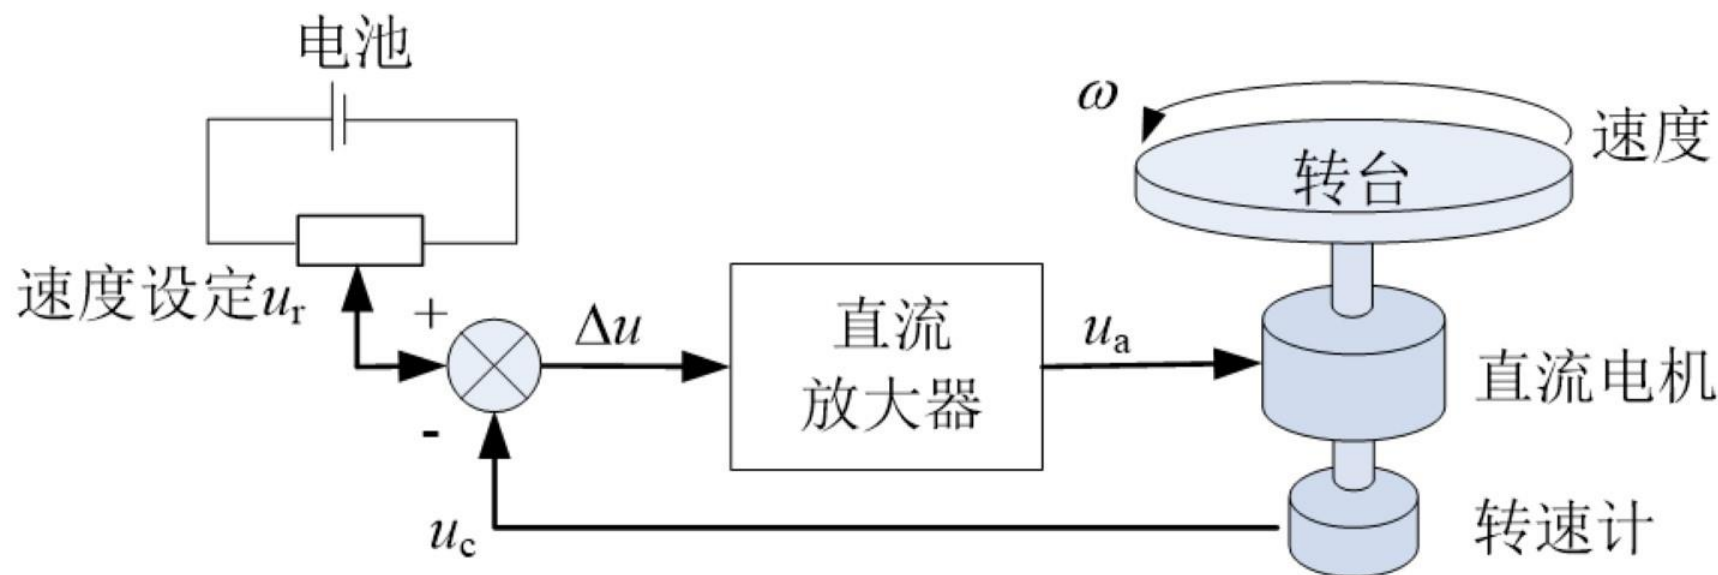 电池
ω
速度
转台
速度设定u_r
+
Δu
直流
放大器
u_a
直流电机
-
u_c
转速计